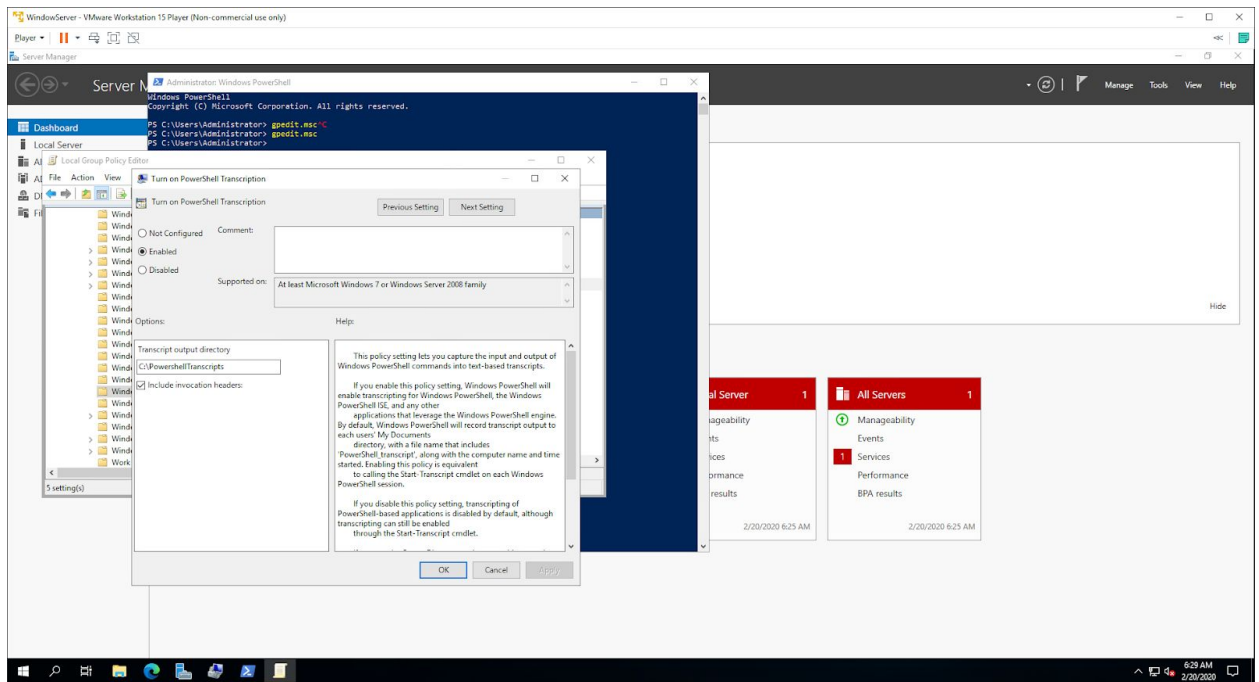 WindowServer - VMware Workstation 15 Player (Non-commercial use only)
Player
Server Manager
Server M
Manage Tools View Help
Administrator: Windows PowerShell
Windows PowerShell
Copyright (C) Microsoft Corporation. All rights reserved.
PS C:\Users\Administrator> gpedit.msc^C
PS C:\Users\Administrator> gpedit.msc
PS C:\Users\Administrator>
Dashboard
Local Server
Al
Local Group Policy Editor
File Action View
Turn on PowerShell Transcription
Turn on PowerShell Transcription
Previous Setting Next Setting
Not Configured
Comment:
Enabled
Disabled
Supported on:
At least Microsoft Windows 7 or Windows Server 2008 family
Options:
Help:
Transcript output directory
C:\PowershellTranscripts
Include invocation headers:
This policy setting lets you capture the input and output of
Windows PowerShell commands into text-based transcripts.
If you enable this policy setting, Windows PowerShell will
enable transcripting for Windows PowerShell, the Windows
PowerShell ISE, and any other
applications that leverage the Windows PowerShell engine.
By default, Windows PowerShell will record transcript output to
each users' My Documents
directory, with a file name that includes
'PowerShell_transcript', along with the computer name and time
started. Enabling this policy is equivalent
to calling the Start-Transcript cmdlet on each Windows
PowerShell session.
If you disable this policy setting, transcripting of
PowerShell-based applications is disabled by default, although
transcripting can still be enabled
through the Start-Transcript cmdlet.
OK Cancel Apply
Work
5 setting(s)
Hide
al Server 1
ageability
nts
ices
ormance
results
2/20/2020 6:25 AM
All Servers 1
Manageability
Events
1 Services
Performance
BPA results
2/20/2020 6:25 AM
6:29 AM
2/20/2020